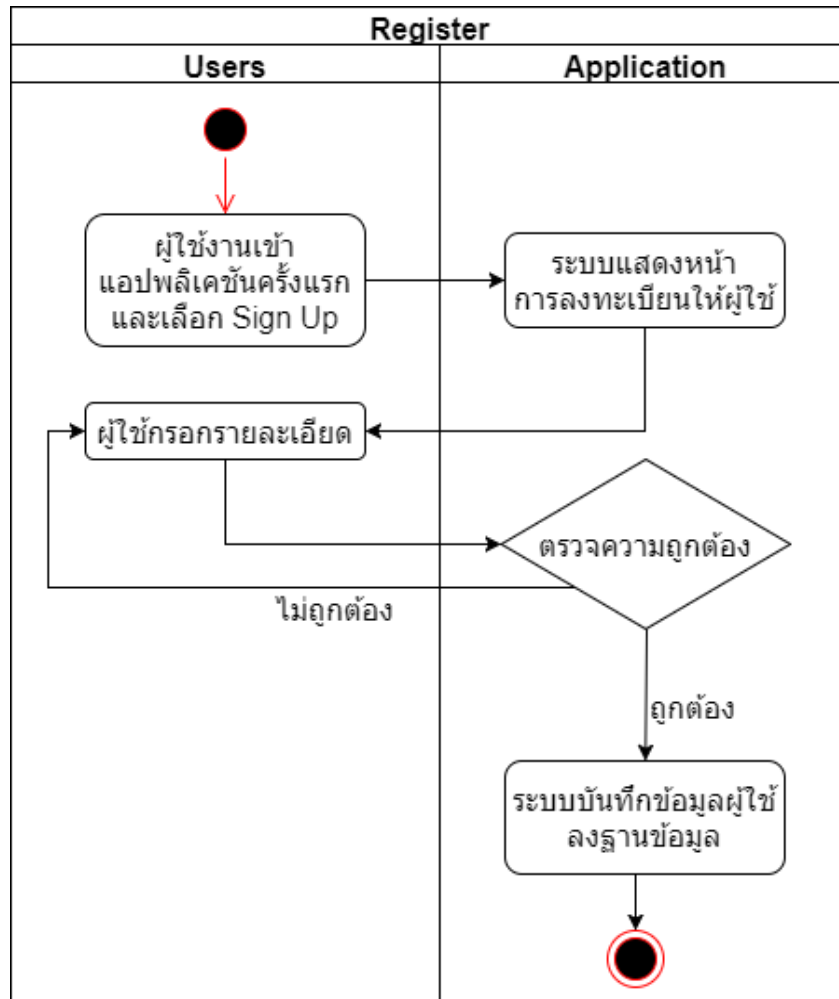 Register
Users
Application
ผู้ใช้งานเข้า
แอปพลิเคชันครั้งแรก
และเลือก Sign Up
ระบบแสดงหน้า
การลงทะเบียนให้ผู้ใช้
ผู้ใช้กรอกรายละเอียด
ตรวจความถูกต้อง
ไม่ถูกต้อง
ถูกต้อง
ระบบบันทึกข้อมูลผู้ใช้
ลงฐานข้อมูล